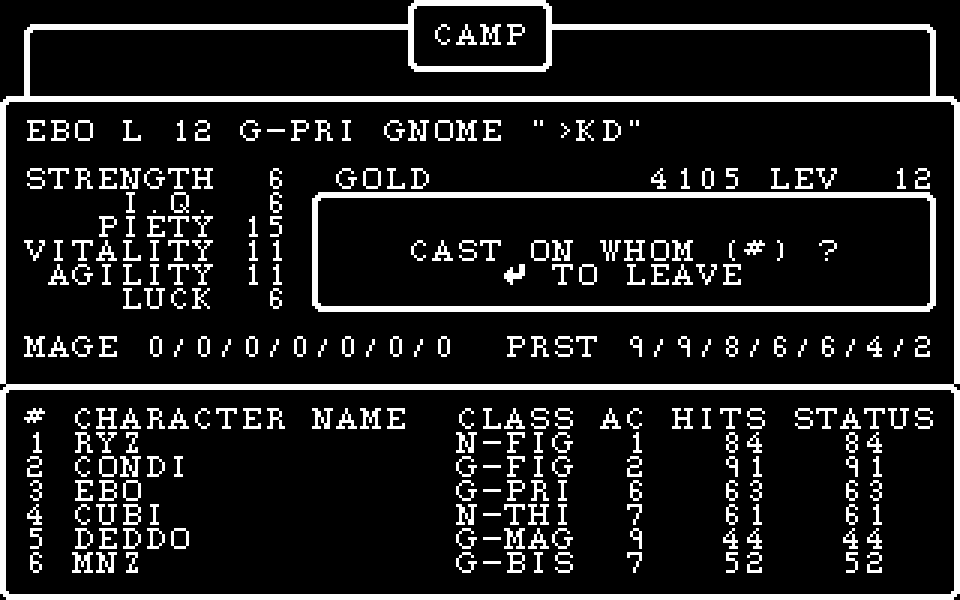 CAMP
EBO L 12 G-PRI GNOME ">KD"
STRENGTH 6 GOLD 4105 LEV 12
I.Q. 6
PIETY 15
VITALITY 11 CAST ON WHOM (#) ?
AGILITY 11 ↵ TO LEAVE
LUCK 6
MAGE 0/0/0/0/0/0/0 PRST 9/9/8/6/6/4/2
# CHARACTER NAME CLASS AC HITS STATUS
1 RYZ N-FIG 1 84 84
2 CONDI G-FIG 2 91 91
3 EBO G-PRI 6 63 63
4 CUBI N-THI 7 61 61
5 DEDDO G-MAG 9 44 44
6 MNZ G-BIS 7 52 52